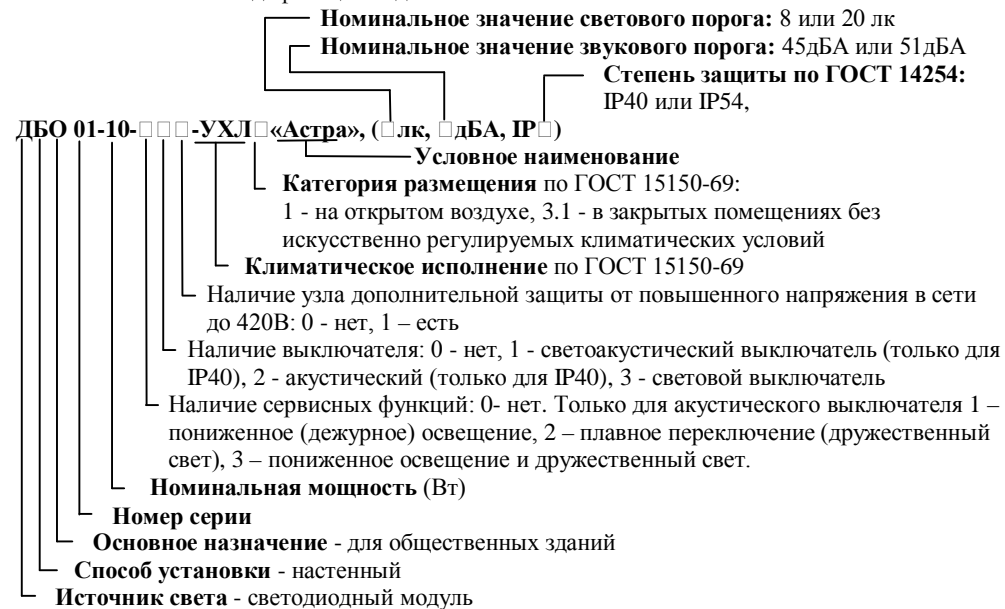 Номинальное значение светового порога: 8 или 20 лк
Номинальное значение звукового порога: 45дБА или 51дБА
Степень защиты по ГОСТ 14254:
IP40 или IP54,
ДБО 01-10-□□□-УХЛ□«Астра», (□лк, □дБА, IP□)
Условное наименование
Категория размещения по ГОСТ 15150-69:
1 - на открытом воздухе, 3.1 - в закрытых помещениях без
искусственно регулируемых климатических условий
Климатическое исполнение по ГОСТ 15150-69
Наличие узла дополнительной защиты от повышенного напряжения в сети
до 420В: 0 - нет, 1 – есть
Наличие выключателя: 0 - нет, 1 - светоакустический выключатель (только для
IP40), 2 - акустический (только для IP40), 3 - световой выключатель
Наличие сервисных функций: 0- нет. Только для акустического выключателя 1 –
пониженное (дежурное) освещение, 2 – плавное переключение (дружественный
свет), 3 – пониженное освещение и дружественный свет.
Номинальная мощность (Вт)
Номер серии
Основное назначение - для общественных зданий
Способ установки - настенный
Источник света - светодиодный модуль